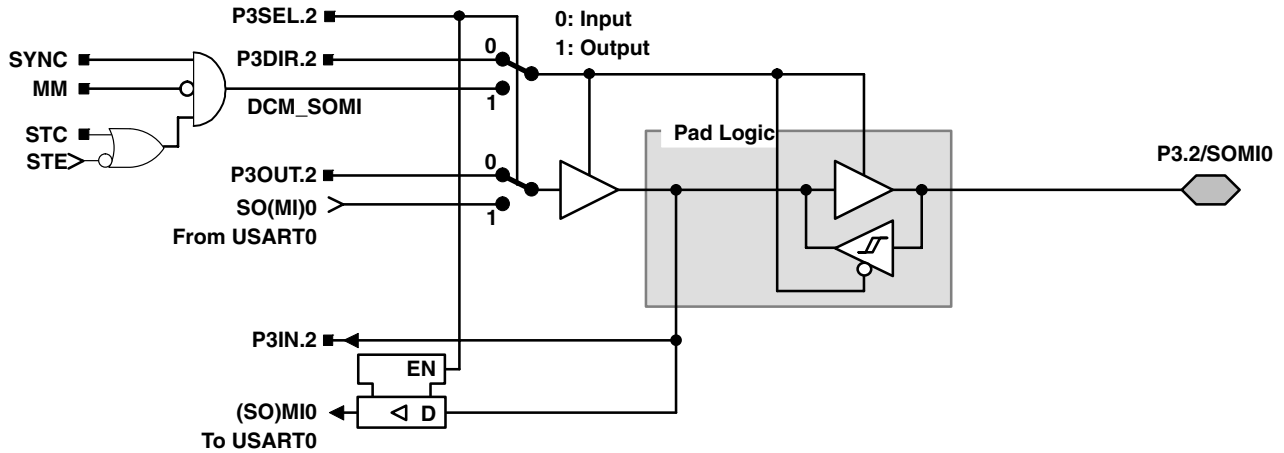 P3SEL.2
0: Input
1: Output
SYNC
P3DIR.2
0
MM
1
DCM_SOMI
STC
STE
Pad Logic
P3.2/SOMI0
P3OUT.2
0
SO(MI)0
1
From USART0
P3IN.2
EN
(SO)MI0
D
To USART0